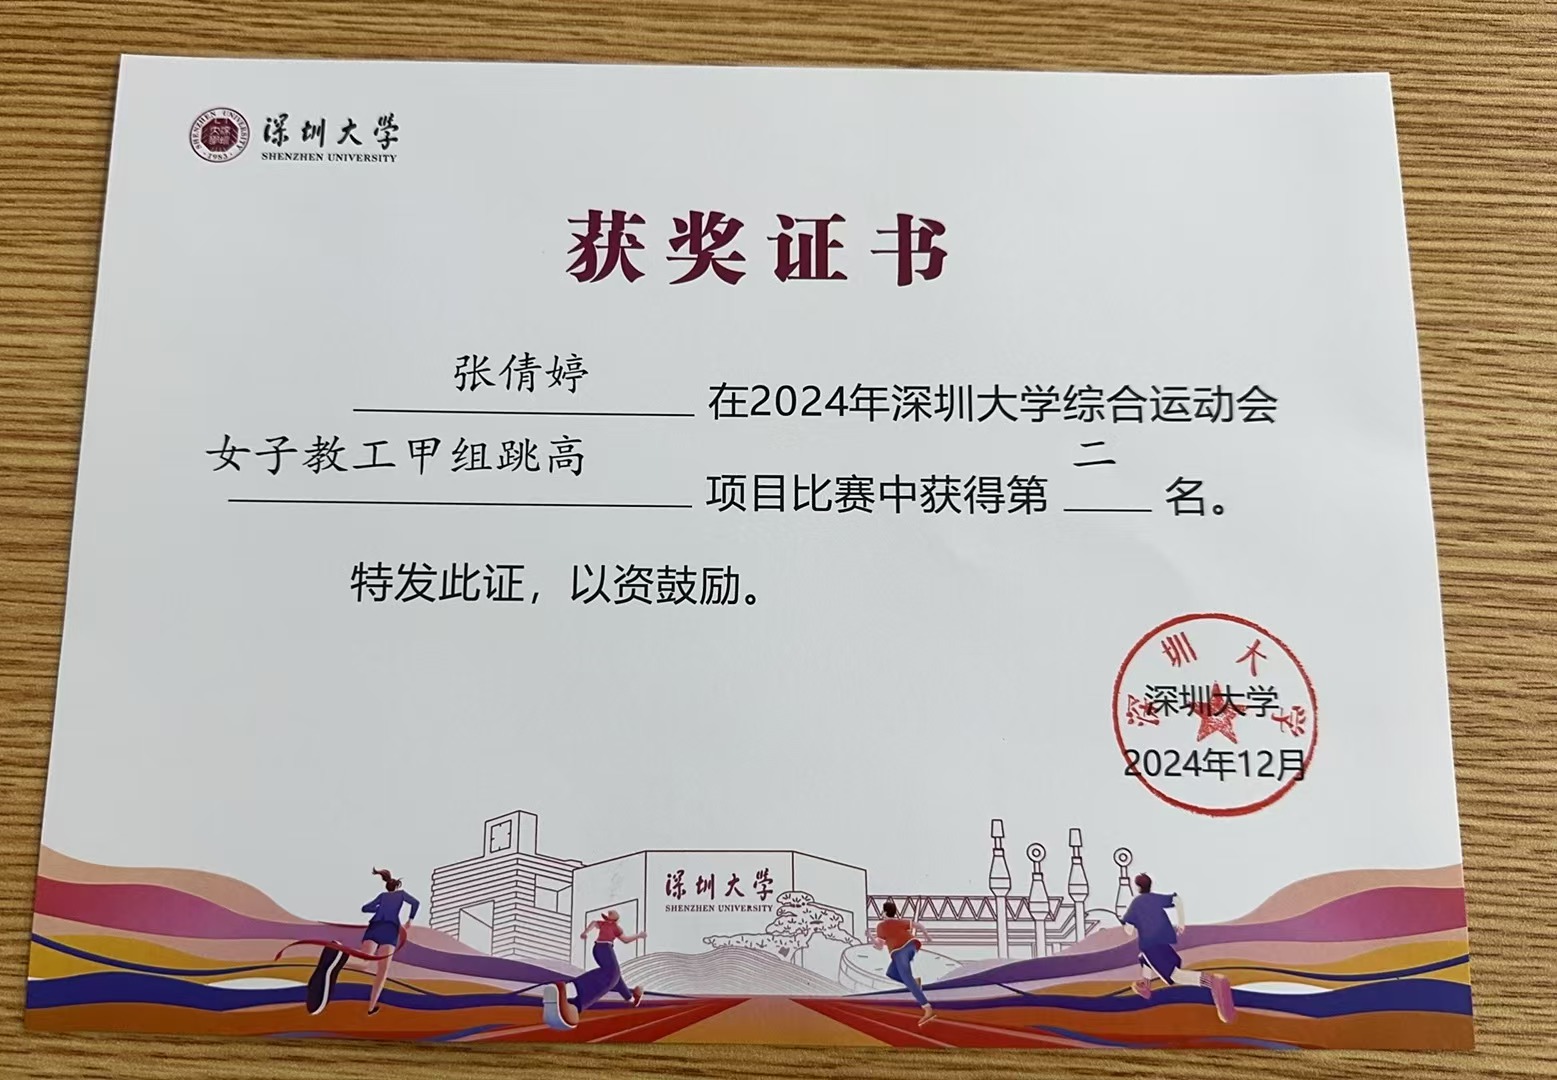 深圳大学
SHENZHEN UNIVERSITY
SHENZHEN UNIVERSITY
·1983·
获奖证书
张倩婷 在2024年深圳大学综合运动会
女子教工甲组跳高 项目比赛中获得第 二 名。
特发此证，以资鼓励。
深圳大学
深圳大学
2024年12月
深圳大学
SHENZHEN UNIVERSITY